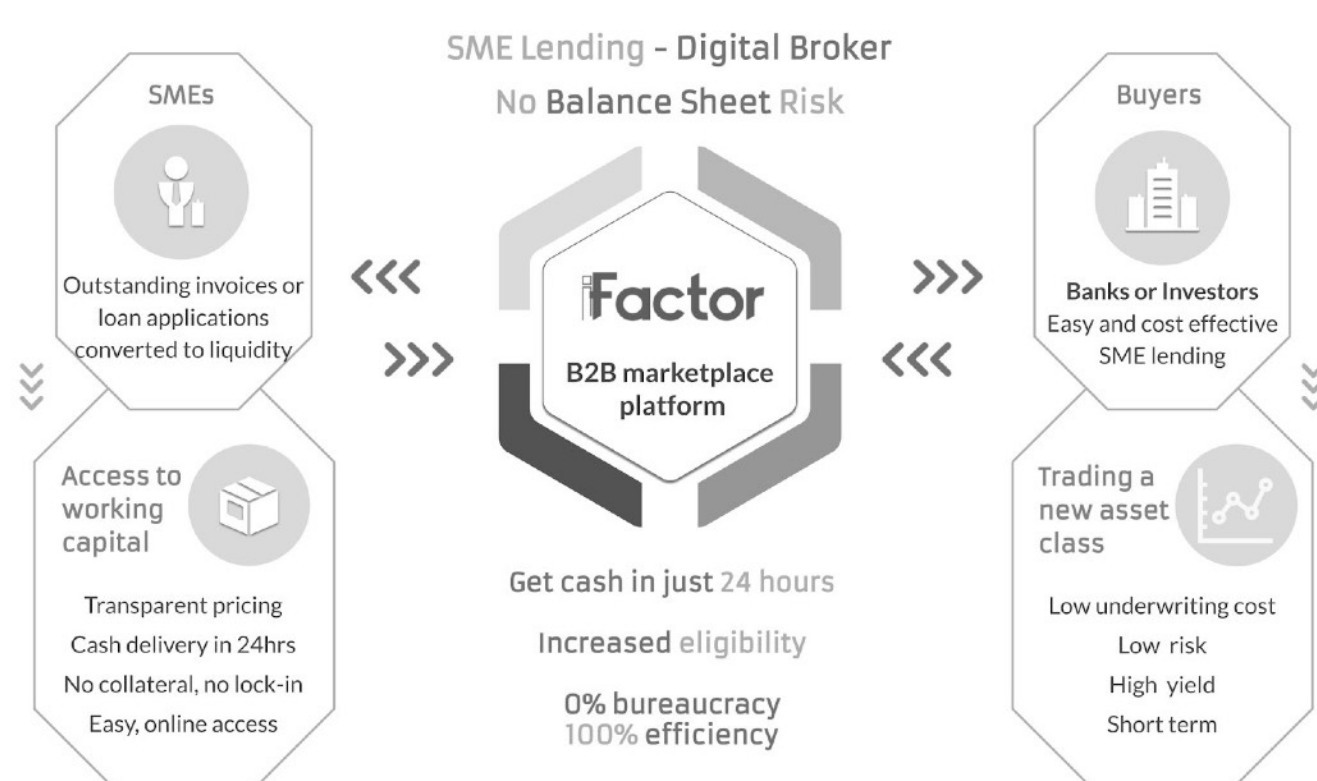 SME Lending - Digital Broker
No Balance Sheet Risk
SMEs
Outstanding invoices or
loan applications
converted to liquidity
Access to
working
capital
Transparent pricing
Cash delivery in 24hrs
No collateral, no lock-in
Easy, online access
iFactor
B2B marketplace
platform
Get cash in just 24 hours
Increased eligibility
0% bureaucracy
100% efficiency
Buyers
Banks or Investors
Easy and cost effective
SME lending
Trading a
new asset
class
Low underwriting cost
Low risk
High yield
Short term